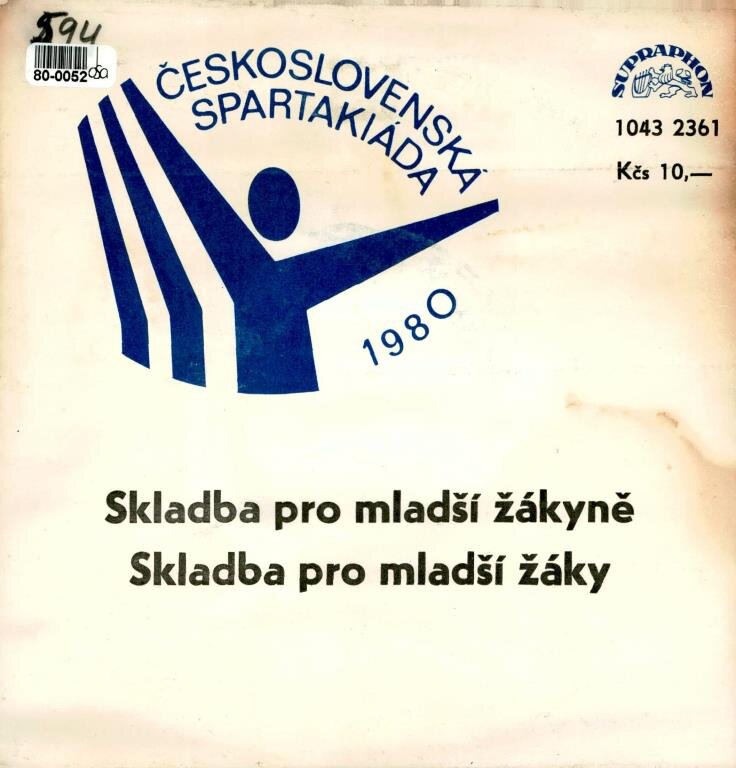 594
80-0052
ČESKOSLOVENSKÁ
SPARTAKIÁDA
1980
SUPRAPHON
1043 2361
Kčs 10,—
Skladba pro mladší žákyně
Skladba pro mladší žáky